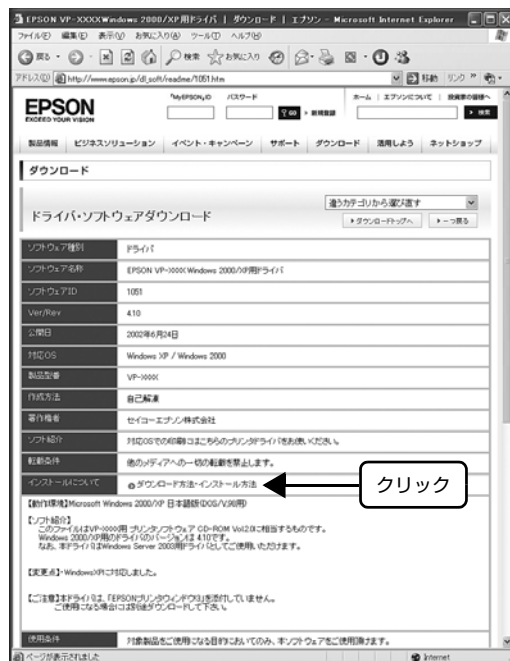 EPSON VP-XXXXWindows 2000/XP用ドライバ | ダウンロード | エプソン - Microsoft Internet Explorer
ファイル(F) 編集(E) 表示(V) お気に入り(A) ツール(T) ヘルプ(H)
戻る 検索 お気に入り
アドレス(D) http://www.epson.jp/dl_soft/readme/1051.htm 移動 リンク
EPSON
EXCEED YOUR VISION
「MyEPSON」ID パスワード
GO 新規登録
ホーム | エプソンについて | 投資家の皆様へ
検索
製品情報 ビジネスソリューション イベント・キャンペーン サポート ダウンロード 活用しよう ネットショップ
ダウンロード
ドライバ・ソフトウェアダウンロード
違うカテゴリから選び直す
ダウンロードトップへ 一つ戻る
ソフトウェア種別 ドライバ
ソフトウェア名称 EPSON VP-XXXX Windows 2000/XP用ドライバ
ソフトウェアID 1051
Ver/Rev 4.10
公開日 2002年6月24日
対応OS Windows XP / Windows 2000
製品型番 VP-XXXX
作成方法 自己解凍
著作権者 セイコーエプソン株式会社
ソフト紹介 対応OSでの印刷にはこちらのプリンタドライバをお使いください。
転載条件 他のメディアへの一切の転載を禁止します。
インストールについて ダウンロード方法・インストール方法
クリック
【動作環境】Microsoft Windows 2000/XP 日本語版(DOS/V,98用)
【ソフト紹介】
このファイルはVP-XXXX用 プリンタソフトウェア CD-ROM Vol2.0に相当するものです。
Windows 2000/XP用のドライバのバージョンは 4.10です。
なお、本ドライバはWindows Server 2003用ドライバとしてご使用いただけます。
【変更点】・WindowsXPに対応しました。
【ご注意】本ドライバは、「EPSONプリンタウィンドウ!3」を添付していません。
ご使用になる場合には別途ダウンロードして下さい。
使用条件 対象製品をご使用になる目的においてのみ、本ソフトウェアをご使用頂けます。
ページが表示されました
Internet